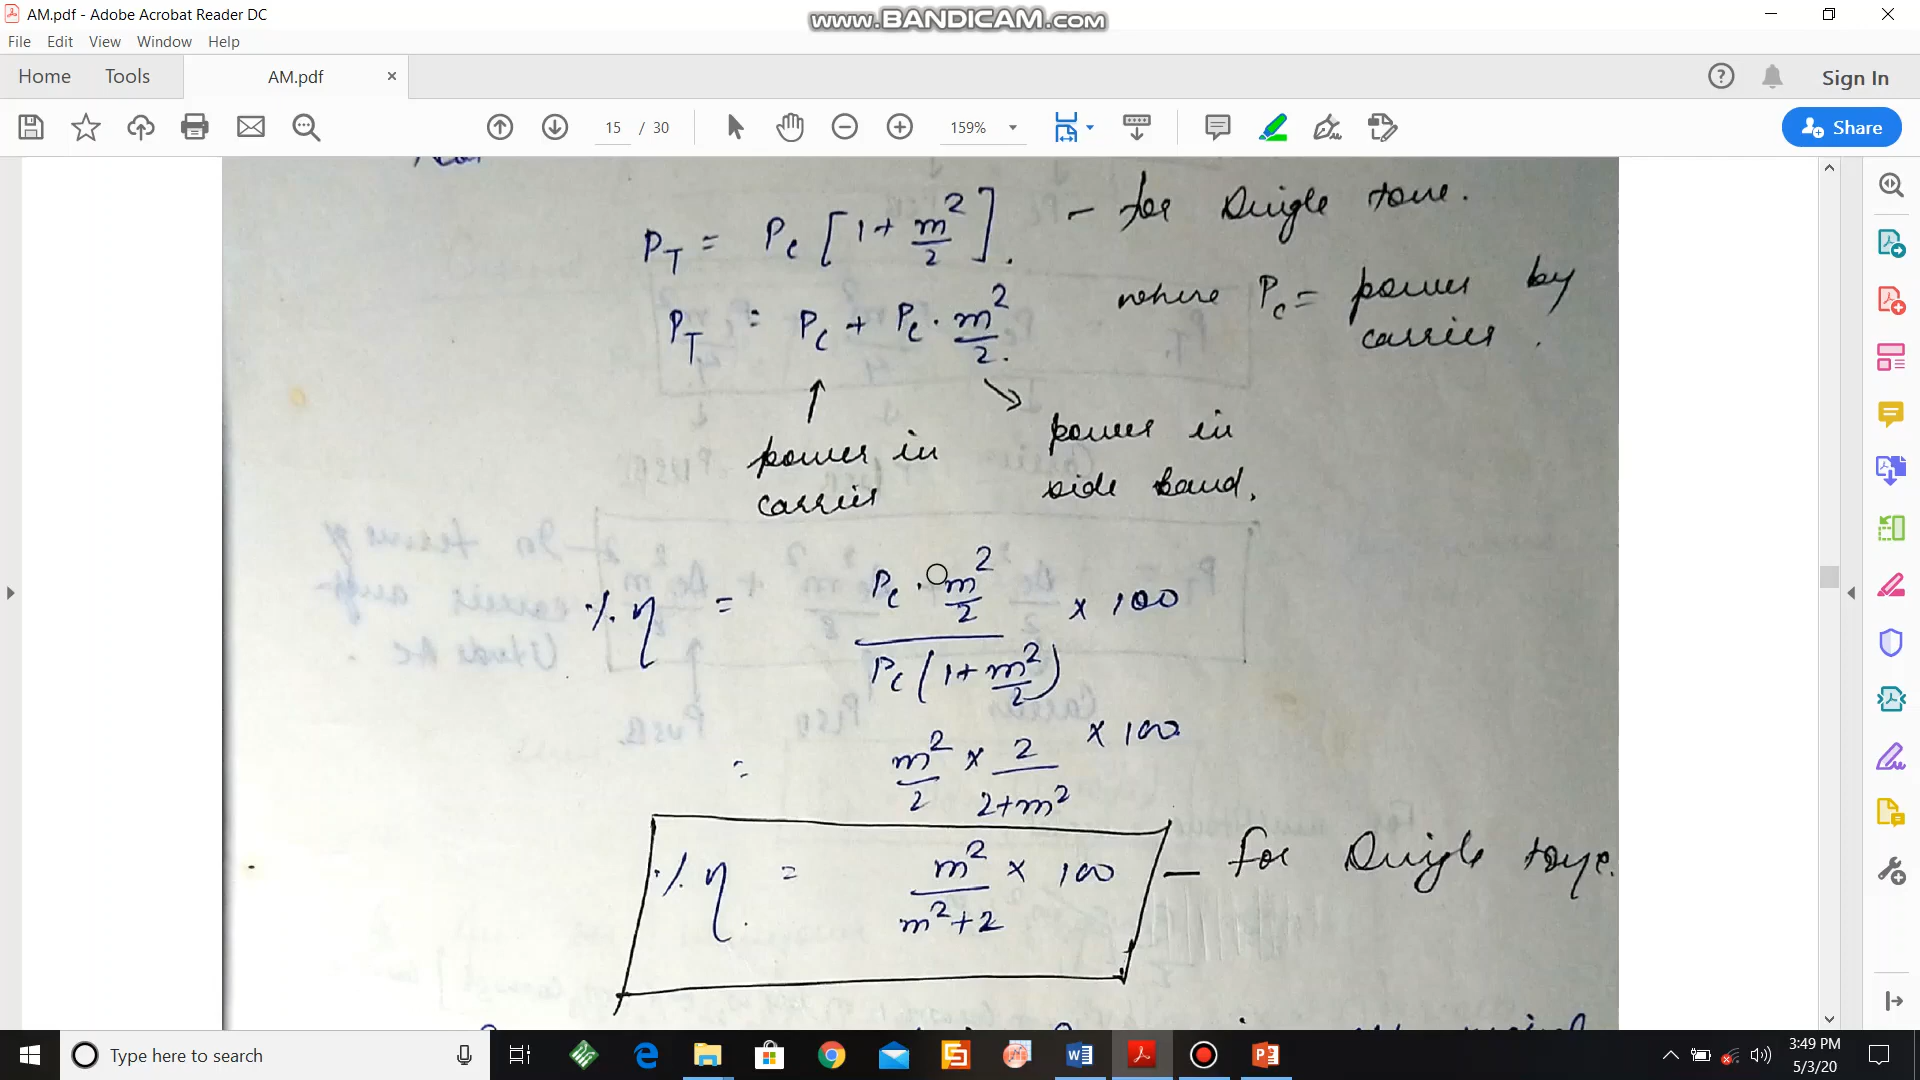 AM.pdf - Adobe Acrobat Reader DC
www.BANDICAM.com
File Edit View Window Help
Home Tools AM.pdf × Sign In
15 / 30 159% Share
P_T = P_c [1 + m²/2]. - for Single tone.
where P_c = power by
carrier.
P_T = P_c + P_c . m²/2.
power in
carrier
power in
side band.
% η = P_c . m²/2 / P_c (1 + m²/2) × 100
= m²/2 × 2/2+m² × 100
% η = m²/m²+2 × 100 — for Single tone.
Type here to search
3:49 PM
5/3/20